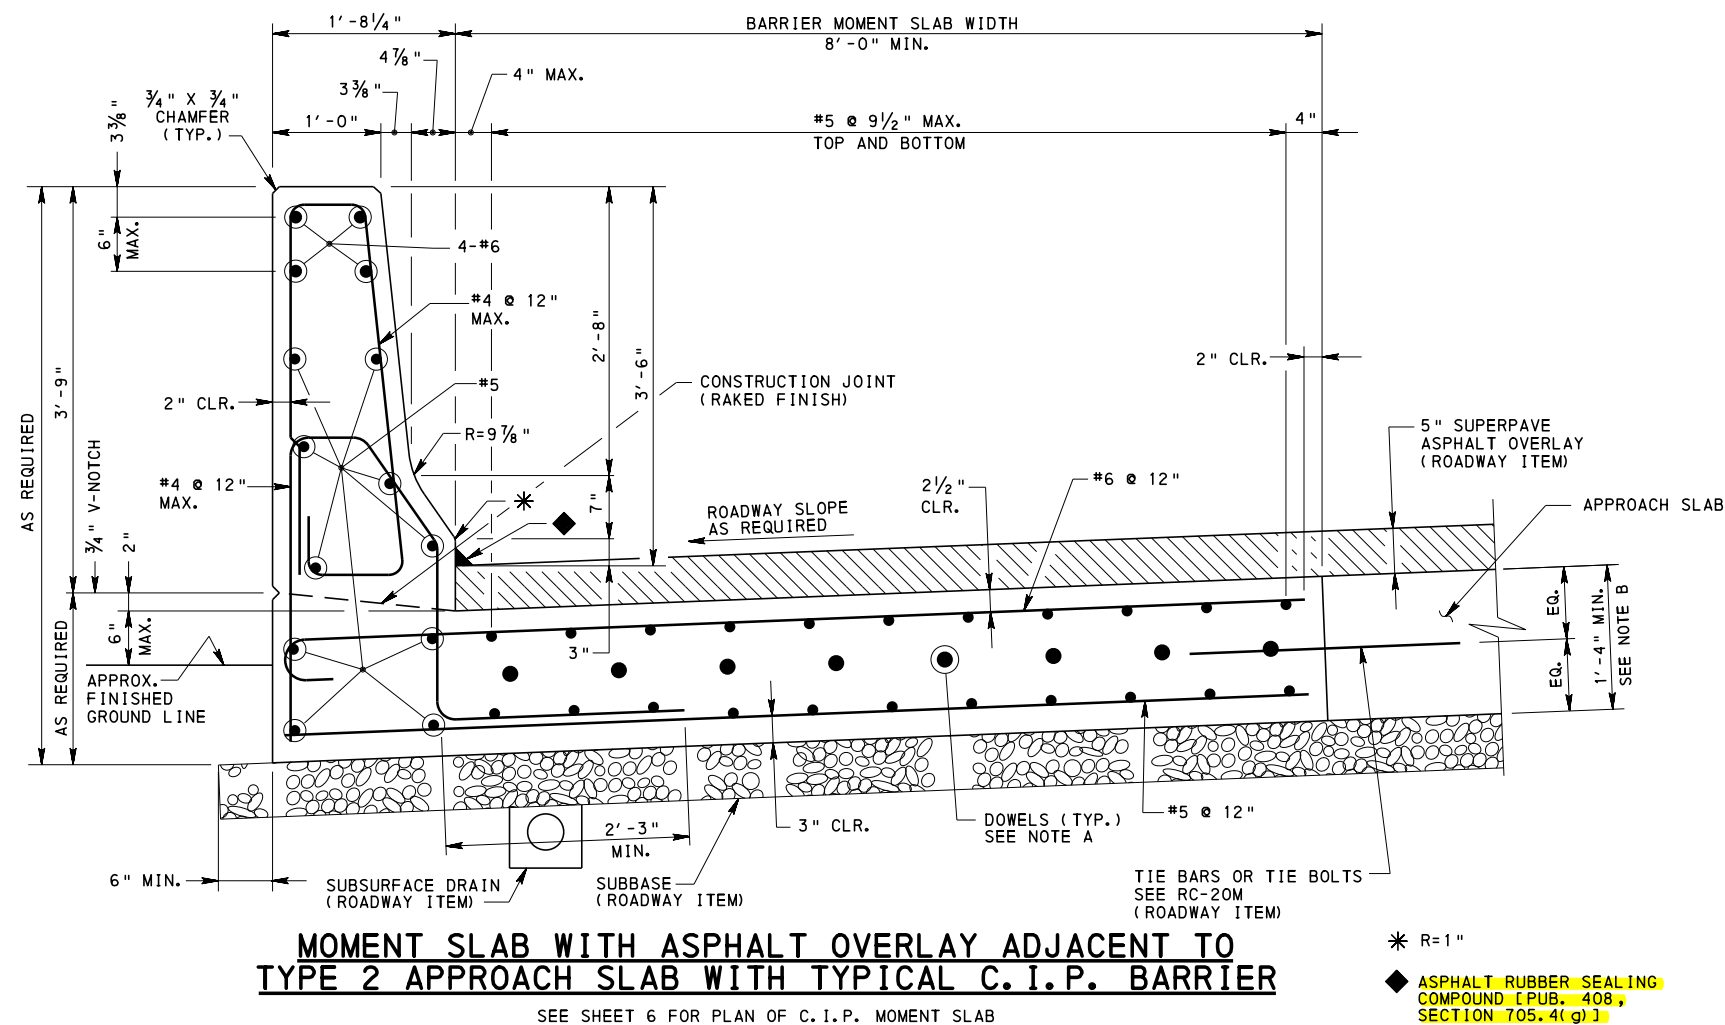 1'-8¼"
BARRIER MOMENT SLAB WIDTH
8'-0" MIN.
4⅞"
3⅜"
4" MAX.
¾" X ¾"
CHAMFER
(TYP.)
3⅜"
1'-0"
#5 @ 9½" MAX.
TOP AND BOTTOM
4"
6"
MAX.
4-#6
#4 @ 12"
MAX.
2'-8"
3'-6"
2" CLR.
3'-9"
AS REQUIRED
2" CLR.
#5
CONSTRUCTION JOINT
(RAKED FINISH)
R=9⅞"
5" SUPERPAVE
ASPHALT OVERLAY
(ROADWAY ITEM)
¾" V-NOTCH
#4 @ 12"
MAX.
7"
2½"
CLR.
#6 @ 12"
ROADWAY SLOPE
AS REQUIRED
APPROACH SLAB
2"
6"
MAX.
AS REQUIRED
3"
EQ.
EQ.
1'-4" MIN.
SEE NOTE B
APPROX.
FINISHED
GROUND LINE
6" MIN.
2'-3"
MIN.
3" CLR.
DOWELS (TYP.)
SEE NOTE A
#5 @ 12"
SUBSURFACE DRAIN
(ROADWAY ITEM)
SUBBASE
(ROADWAY ITEM)
TIE BARS OR TIE BOLTS
SEE RC-20M
(ROADWAY ITEM)
MOMENT SLAB WITH ASPHALT OVERLAY ADJACENT TO
TYPE 2 APPROACH SLAB WITH TYPICAL C.I.P. BARRIER
SEE SHEET 6 FOR PLAN OF C.I.P. MOMENT SLAB
R=1"
ASPHALT RUBBER SEALING
COMPOUND [PUB. 408,
SECTION 705.4(g)]